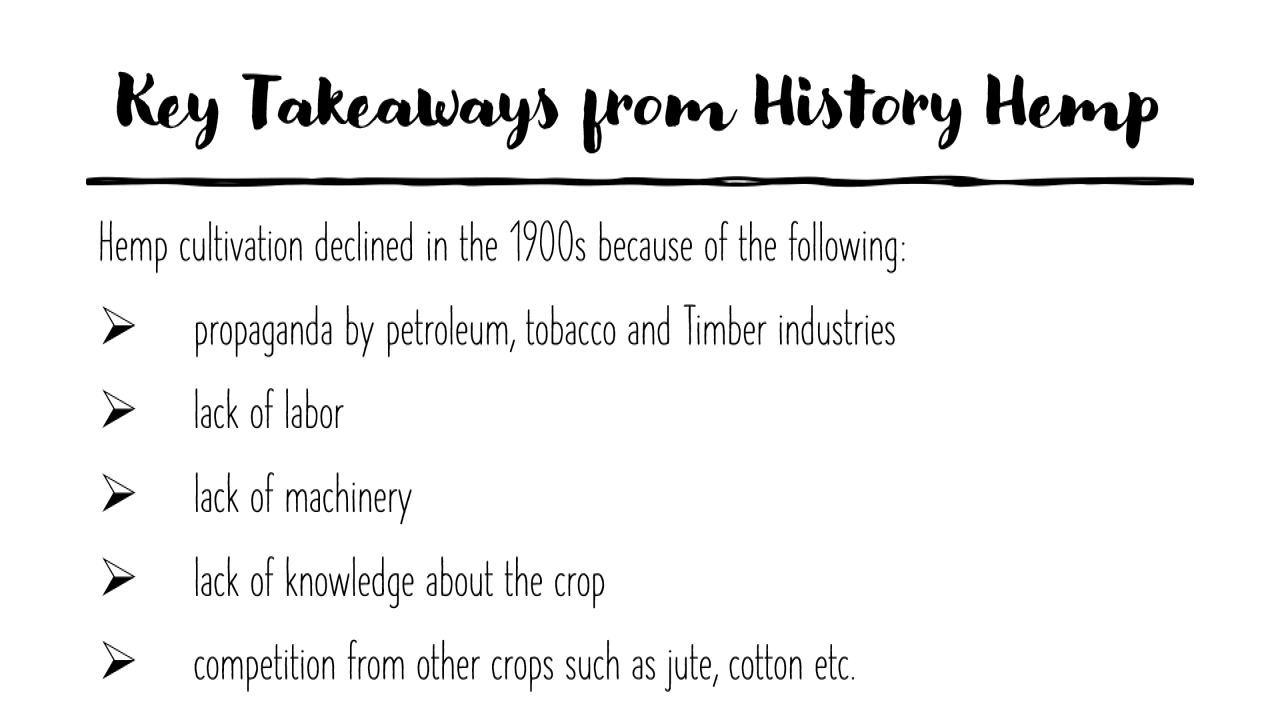 Key Takeaways from History Hemp
Hemp cultivation declined in the 1900s because of the following:
propaganda by petroleum, tobacco and Timber industries
lack of labor
lack of machinery
lack of knowledge about the crop
competition from other crops such as jute, cotton etc.